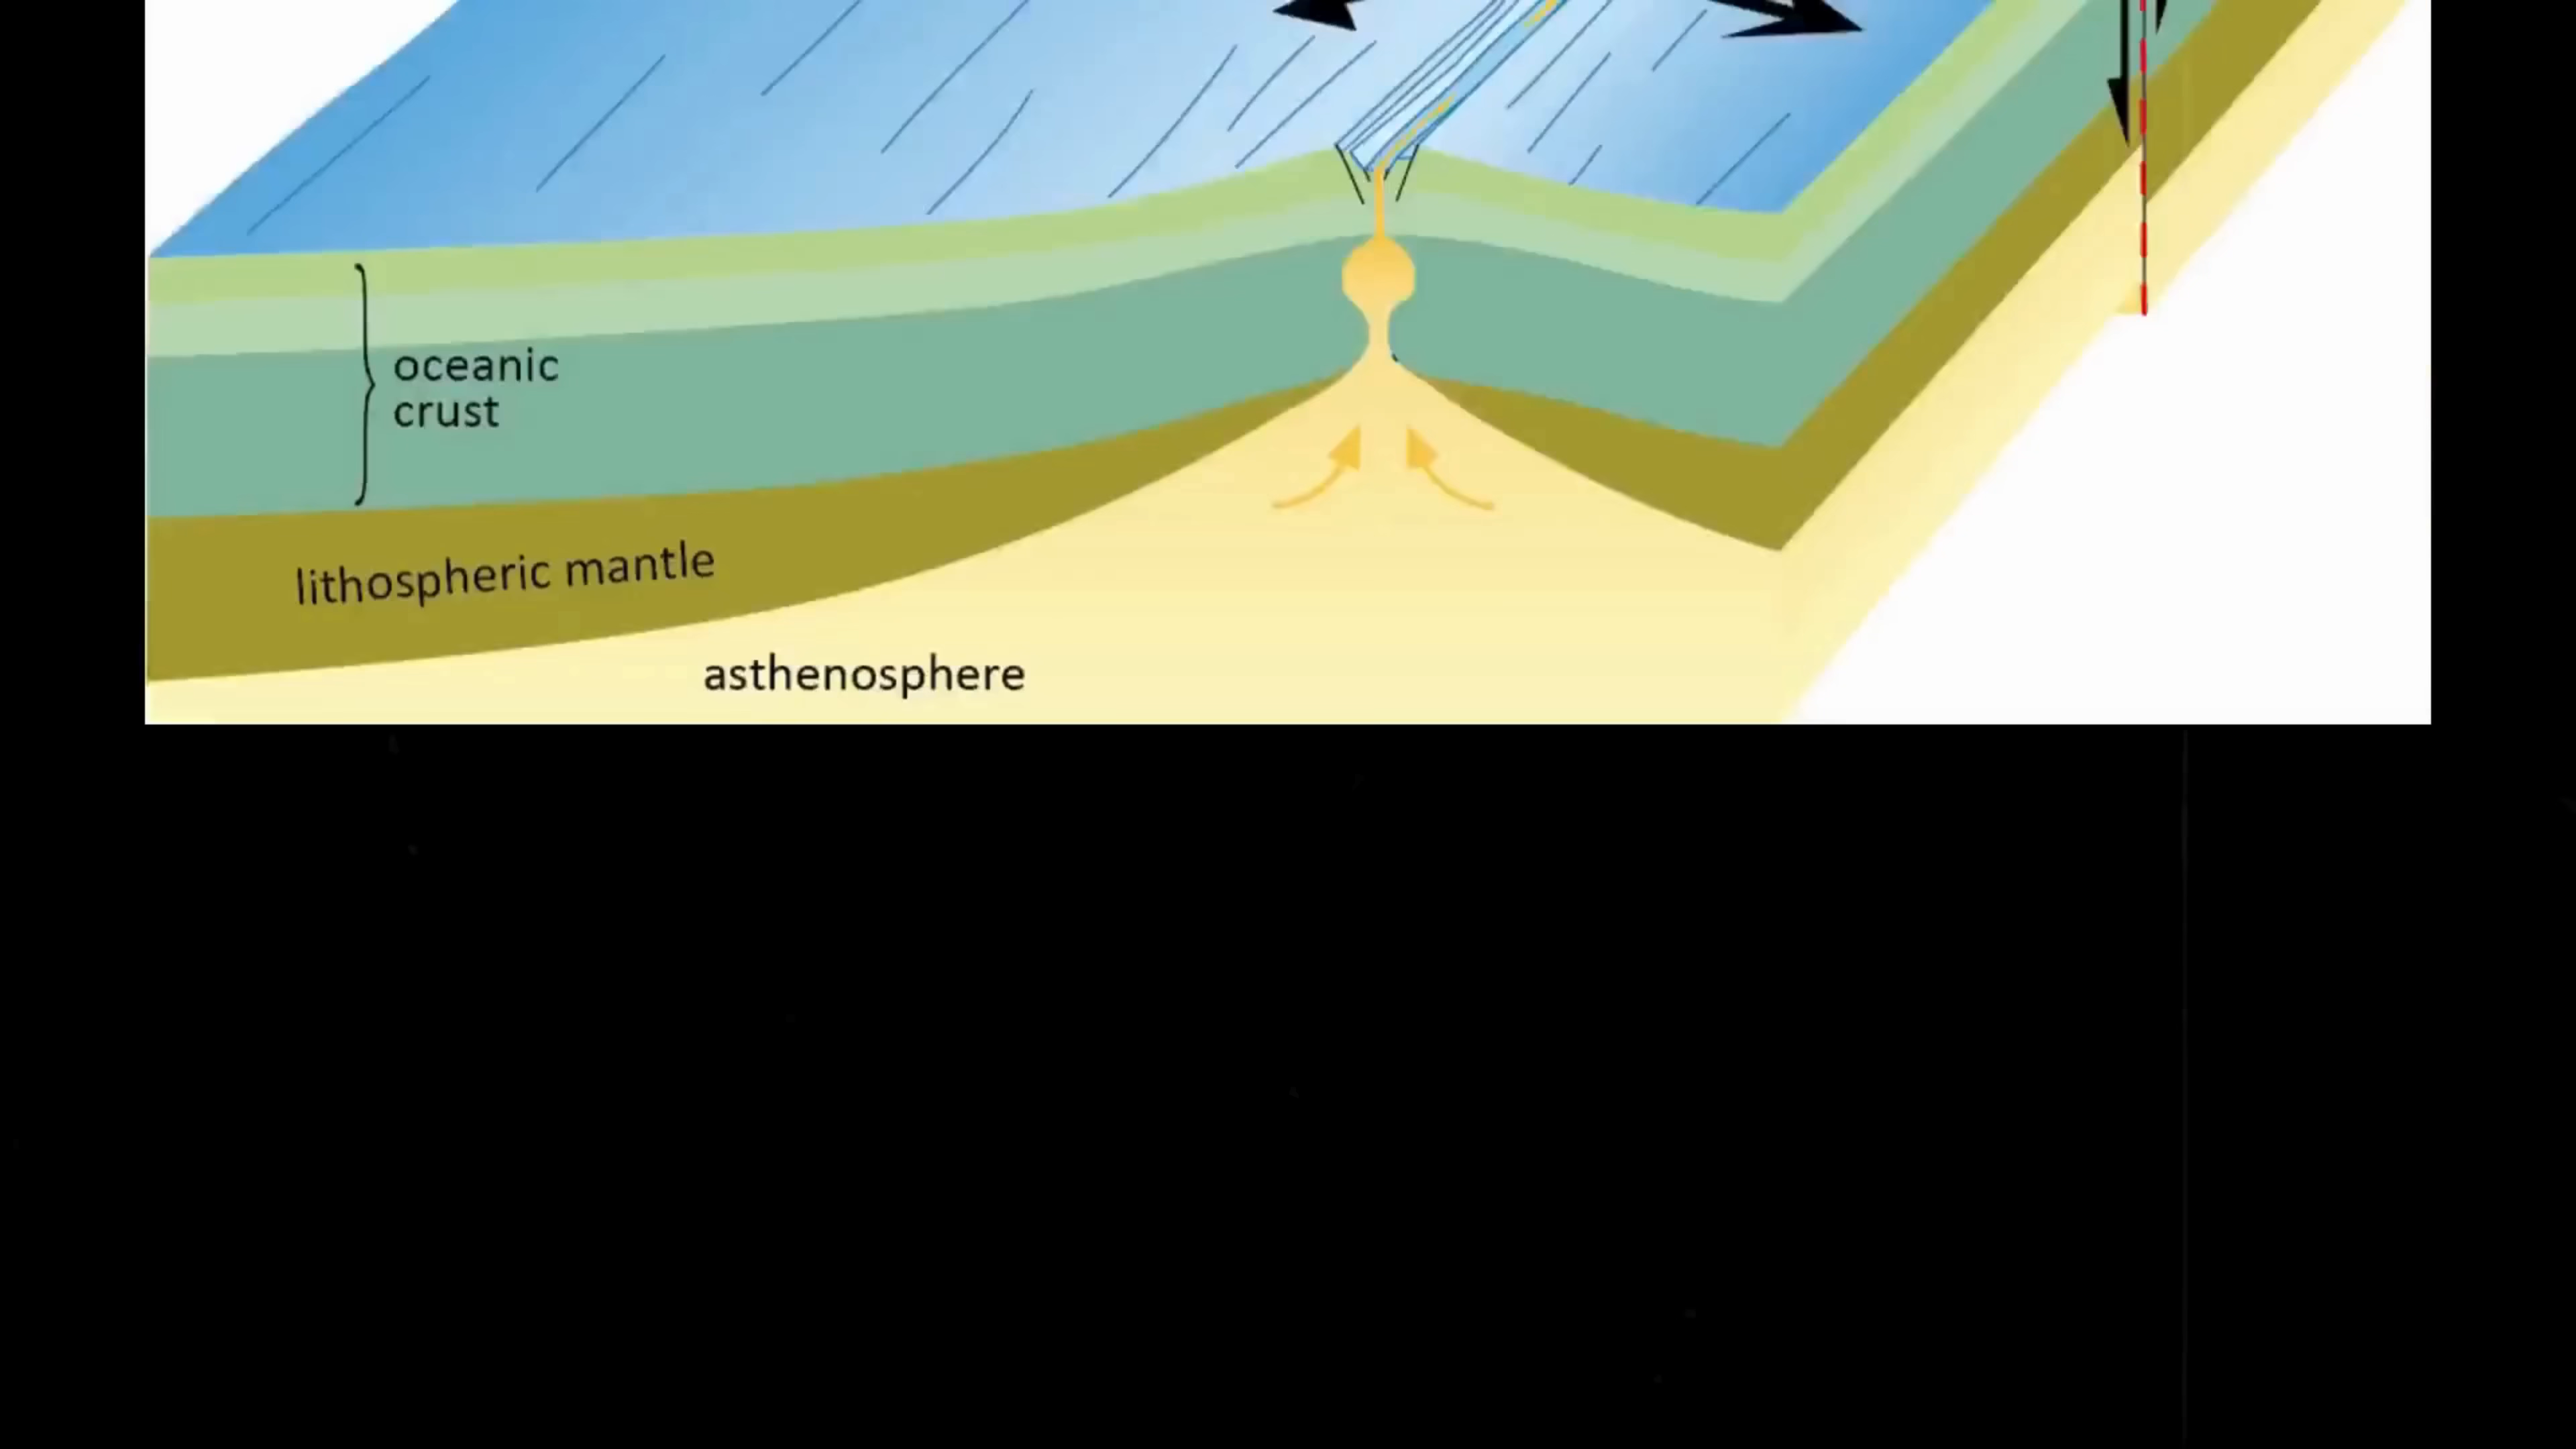 oceanic
crust
lithospheric mantle
asthenosphere